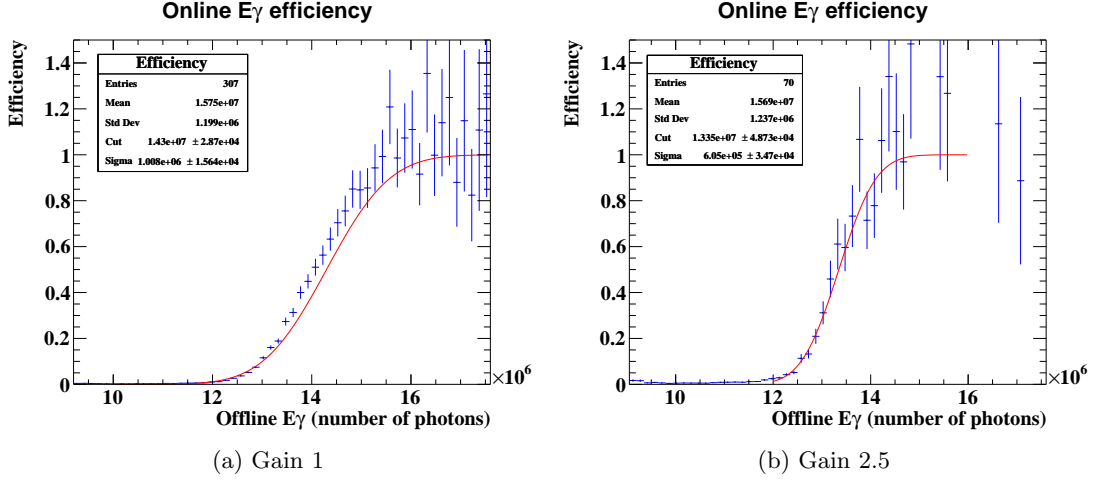 Online Eγ efficiency
Efficiency
Efficiency
Entries 307
Mean 1.575e+07
Std Dev 1.199e+06
Cut 1.43e+07 ± 2.87e+04
Sigma 1.008e+06 ± 1.564e+04
1.4
1.2
1
0.8
0.6
0.4
0.2
0
10 12 14 16
×10⁶
Offline Eγ (number of photons)
(a) Gain 1
Online Eγ efficiency
Efficiency
Efficiency
Entries 70
Mean 1.569e+07
Std Dev 1.237e+06
Cut 1.335e+07 ± 4.873e+04
Sigma 6.05e+05 ± 3.47e+04
1.4
1.2
1
0.8
0.6
0.4
0.2
0
10 12 14 16
×10⁶
Offline Eγ (number of photons)
(b) Gain 2.5